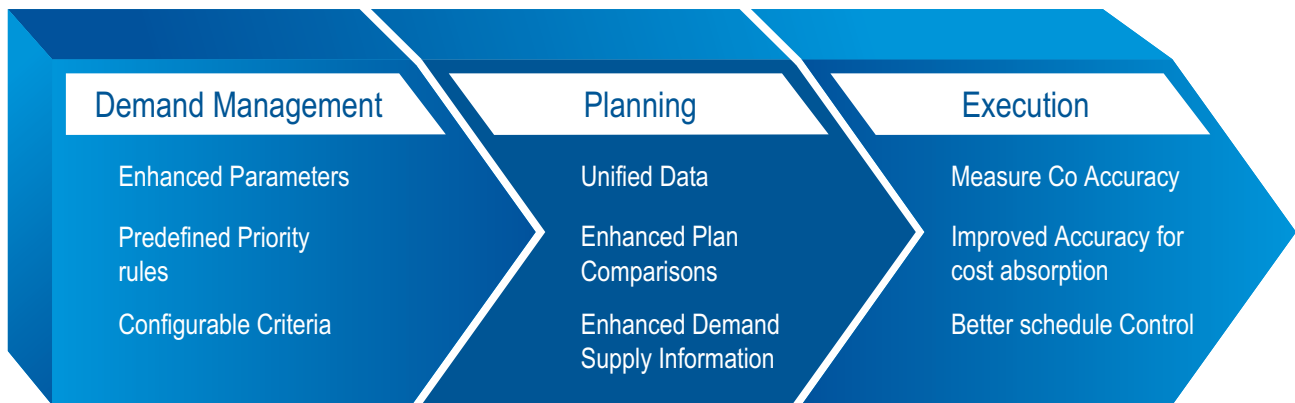 Demand Management
Enhanced Parameters
Predefined Priority
rules
Configurable Criteria
Planning
Unified Data
Enhanced Plan
Comparisons
Enhanced Demand
Supply Information
Execution
Measure Co Accuracy
Improved Accuracy for
cost absorption
Better schedule Control